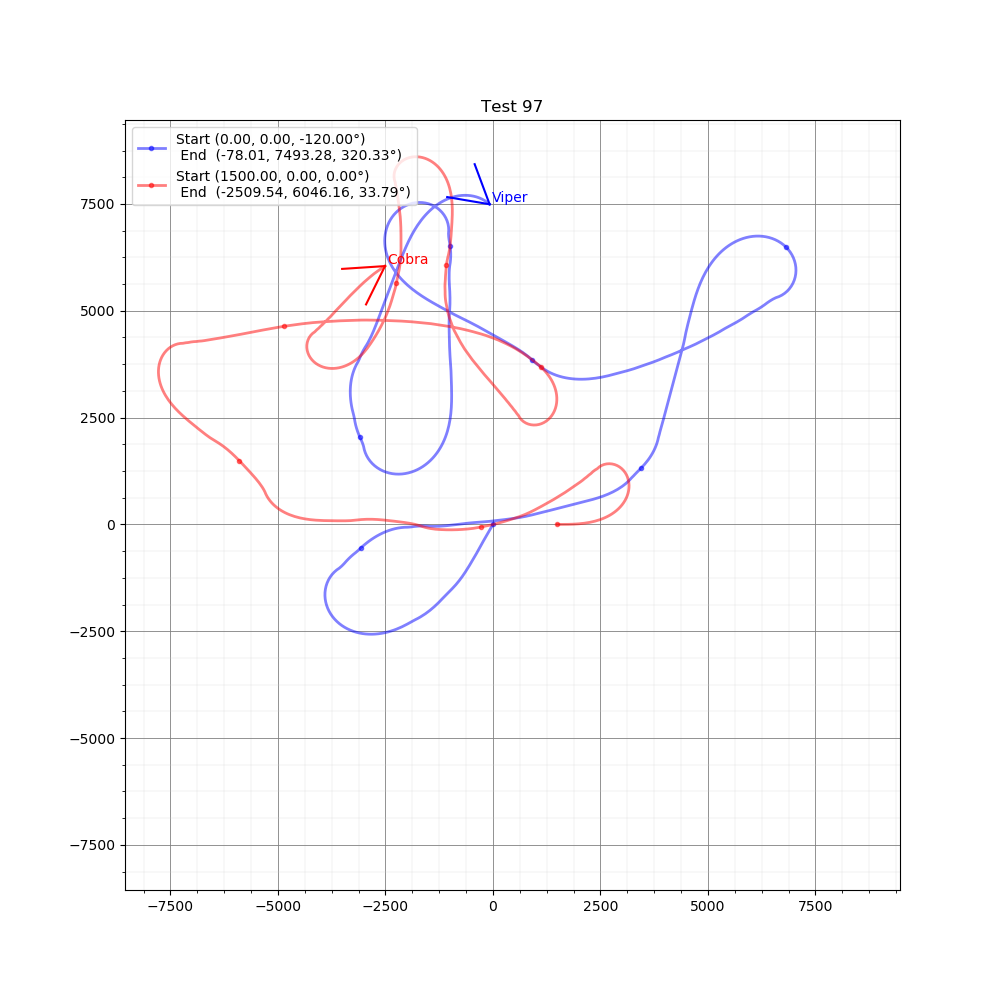 Test 97
Start (0.00, 0.00, -120.00°)
End  (-78.01, 7493.28, 320.33°)
Start (1500.00, 0.00, 0.00°)
End  (-2509.54, 6046.16, 33.79°)
Viper
Cobra
7500
5000
2500
0
−2500
−5000
−7500
−7500 −5000 −2500 0 2500 5000 7500